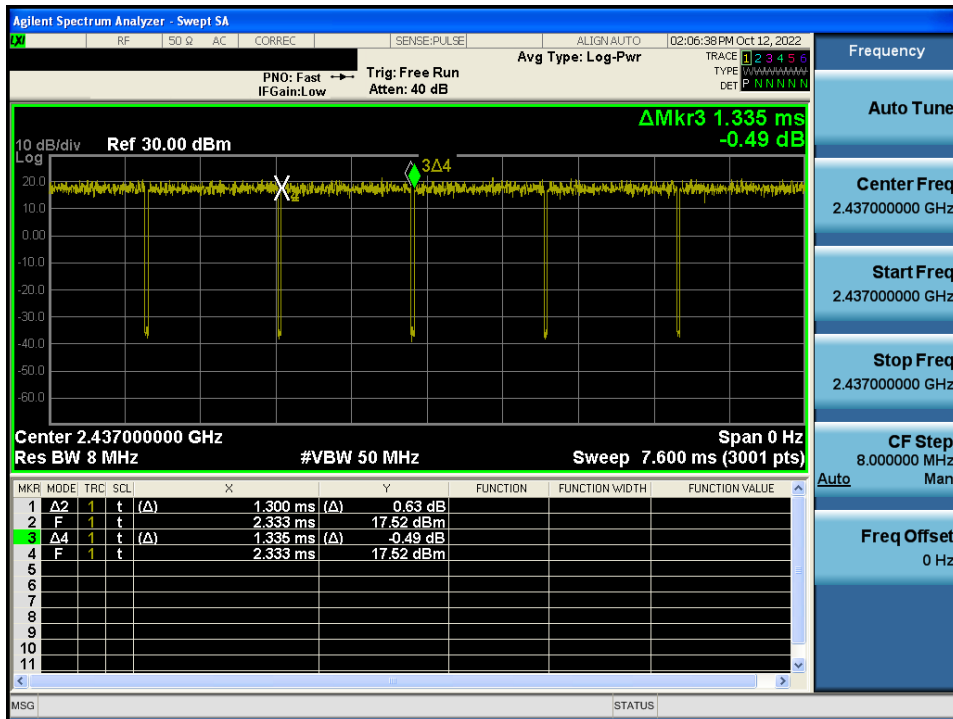 Agilent Spectrum Analyzer - Swept SA
LXI RF 50 Ω AC CORREC SENSE:PULSE ALIGN AUTO 02:06:38 PM Oct 12, 2022
Frequency
Avg Type: Log-Pwr TRACE 1 2 3 4 5 6
PNO: Fast Trig: Free Run TYPE WWWWWW
IFGain:Low Atten: 40 dB DET P N N N N N
Auto Tune
ΔMkr3 1.335 ms
-0.49 dB
10 dB/div Ref 30.00 dBm
Log
3Δ4
20.0
10.0
0.00
-10.0
-20.0
-30.0
-40.0
-50.0
-60.0
Center Freq
2.437000000 GHz
Start Freq
2.437000000 GHz
Stop Freq
2.437000000 GHz
Center 2.437000000 GHz Span 0 Hz
Res BW 8 MHz #VBW 50 MHz Sweep 7.600 ms (3001 pts)
CF Step
8.000000 MHz
Auto Man
MKR MODE TRC SCL X Y FUNCTION FUNCTION WIDTH FUNCTION VALUE
1 Δ2 1 t (Δ) 1.300 ms (Δ) 0.63 dB
2 F 1 t 2.333 ms 17.52 dBm
3 Δ4 1 t (Δ) 1.335 ms (Δ) -0.49 dB
4 F 1 t 2.333 ms 17.52 dBm
5
6
7
8
9
10
11
Freq Offset
0 Hz
MSG STATUS